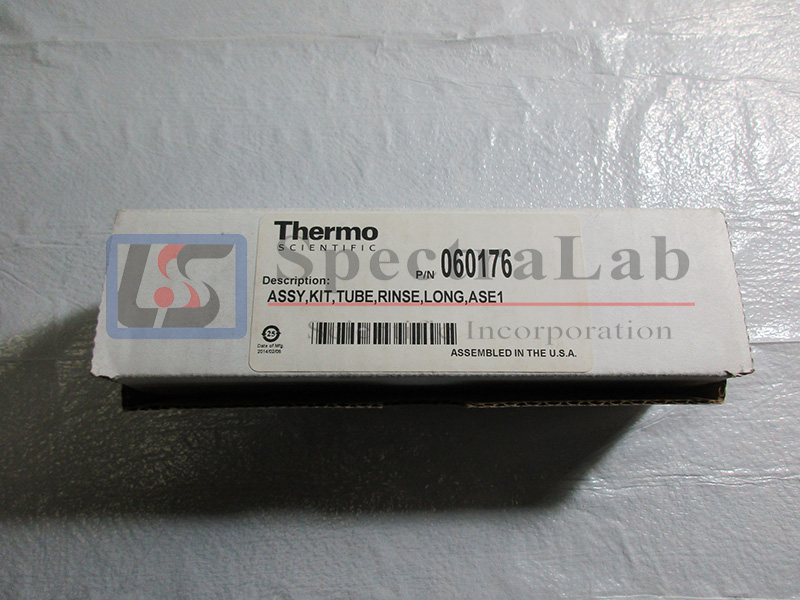 Thermo
SCIENTIFIC
SpectraLab
P/N 060176
Description:
ASSY,KIT,TUBE,RINSE,LONG,ASE1
Incorporation
25
Date of Mfg.
2014/02/06
ASSEMBLED IN THE U.S.A.